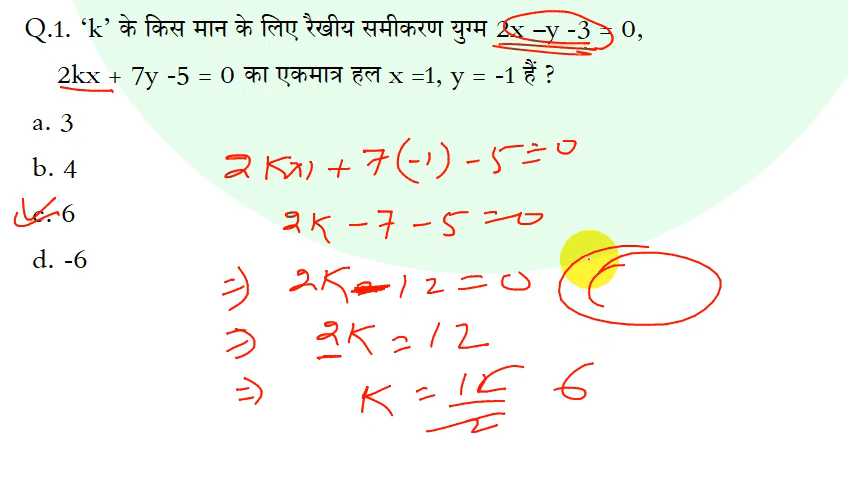 Q.1. ‘k’ के किस मान के लिए रैखीय समीकरण युग्म 2x –y -3 = 0,
2kx + 7y -5 = 0 का एकमात्र हल x =1, y = -1 हैं ?
a. 3
b. 4
c. 6
d. -6
2K(1) + 7(-1) - 5 = 0
2K - 7 - 5 = 0
⇒ 2K - 12 = 0
⇒ 2K = 12
⇒ K = 12/2 6